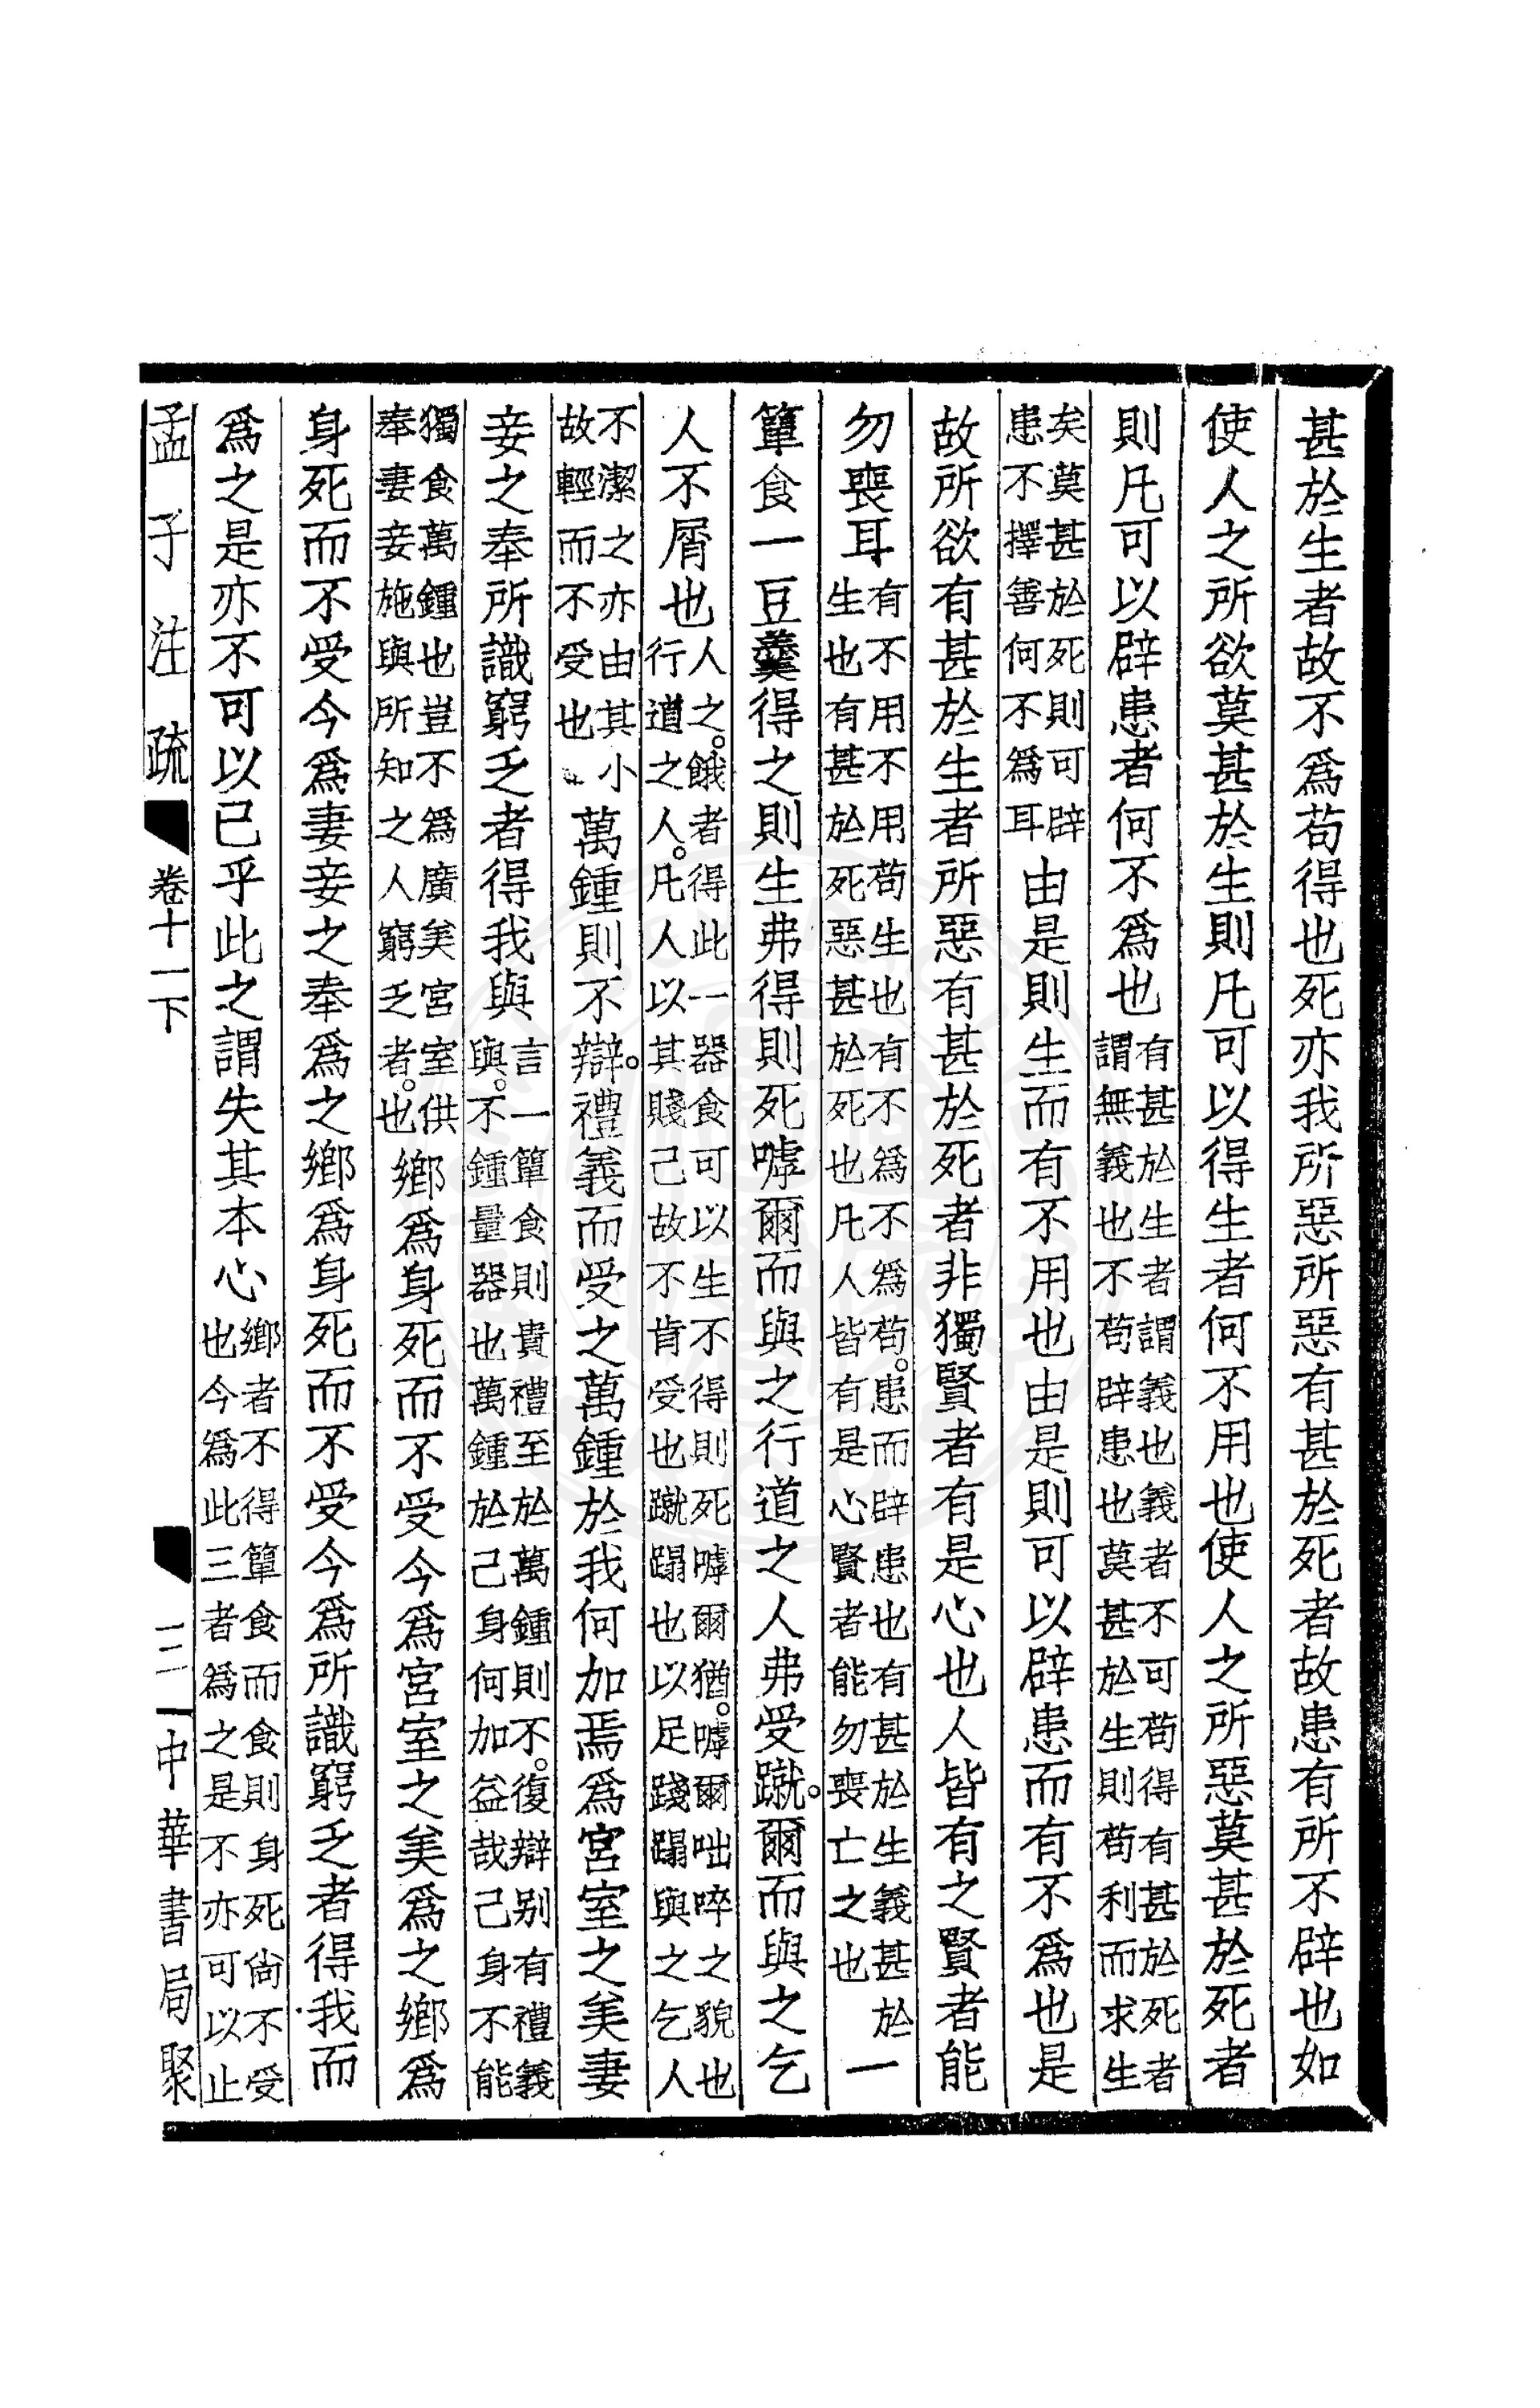 甚於生者故不爲苟得也死亦我所惡所惡有甚於死者故患有所不辟也如
使人之所欲莫甚於生則凡可以得生者何不用也使人之所惡莫甚於死者
則凡可以辟患者何不爲也有甚於生者謂義也義者不可苟得有甚於死者
謂無義也不苟辟患也莫甚於生則苟利而求生
矣莫甚於死則可辟
患不擇善何不爲耳由是則生而有不用也由是則可以辟患而有不爲也是
故所欲有甚於生者所惡有甚於死者非獨賢者有是心也人皆有之賢者能
勿喪耳有不用不用苟生也有不爲不爲苟患而辟患也有甚於生義甚於
生也有甚於死惡甚於死也凡人皆有是心賢者能勿喪亡之也一
簞食一豆羹得之則生弗得則死嘑爾而與之行道之人弗受蹴爾而與之乞
人不屑也人之餓者得此一器食可以生不得則死嘑爾猶嘑爾咄啐之貌也
行道之人凡人以其賤己故不肯受也蹴蹋也以足踐蹋與之乞人
不潔之亦由其小
故輕而不受也萬鍾則不辯禮義而受之萬鍾於我何加焉爲宮室之美妻
妾之奉所識窮乏者得我與言一簞食則貴禮至於萬鍾則不復辯别有禮義
與不鍾量器也萬鍾於己身何加益哉己身不能
獨食萬鍾也豈不爲廣美宮室供
奉妻妾施與所知之人窮乏者也鄉爲身死而不受今爲宮室之美爲之鄉爲
身死而不受今爲妻妾之奉爲之鄉爲身死而不受今爲所識窮乏者得我而
爲之是亦不可以已乎此之謂失其本心鄉者不得簞食而食則身死尙不受
也今爲此三者爲之是不亦可以止
孟子注疏 卷十一下 三一中華書局聚